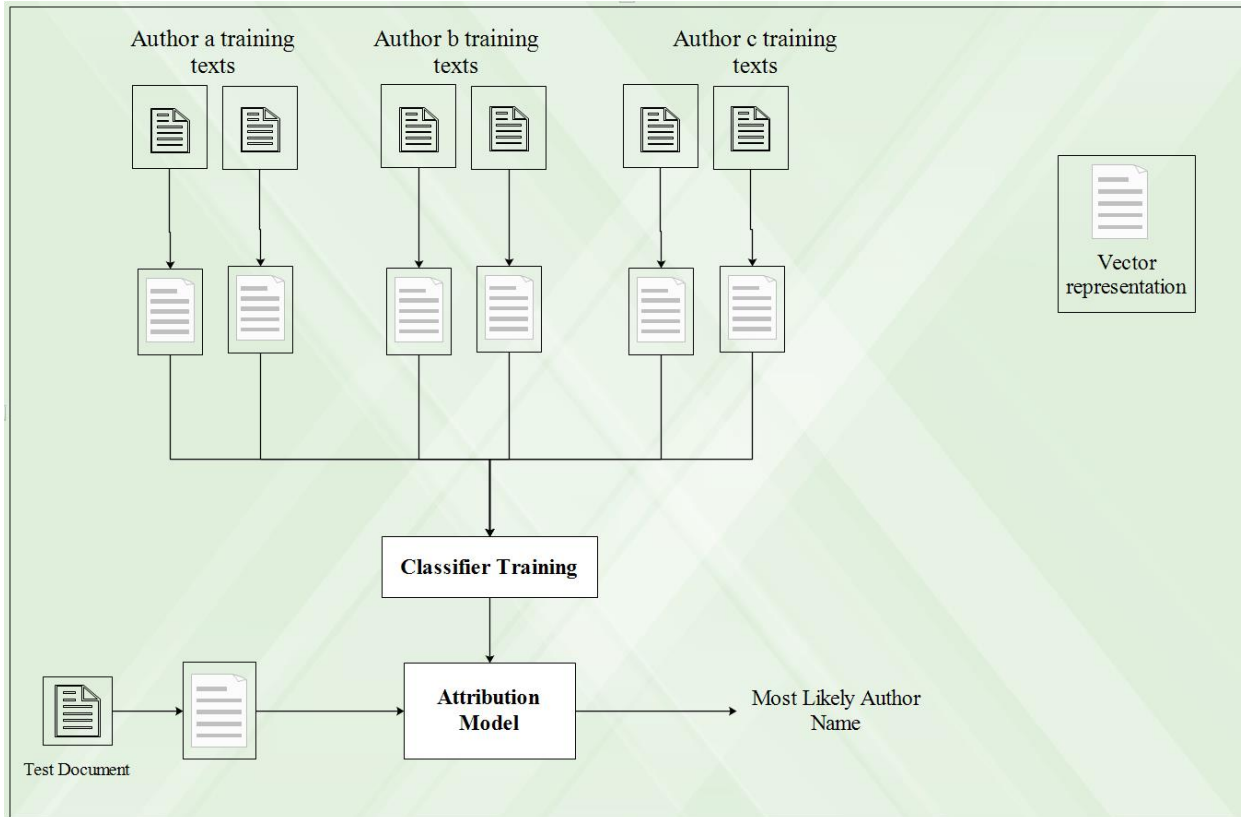 Author a training
texts
Author b training
texts
Author c training
texts
Vector
representation
Classifier Training
Attribution
Model
Most Likely Author
Name
Test Document